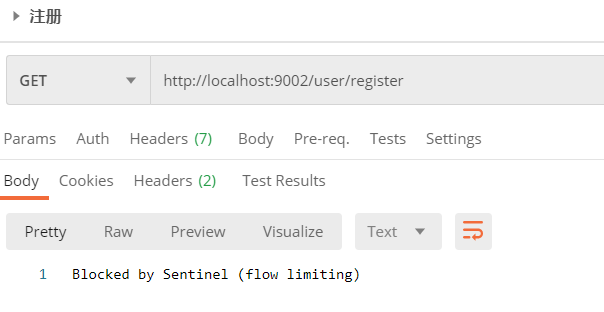 注册
GET http://localhost:9002/user/register
Params Auth Headers (7) Body Pre-req. Tests Settings
Body Cookies Headers (2) Test Results
Pretty Raw Preview Visualize Text
1 Blocked by Sentinel (flow limiting)